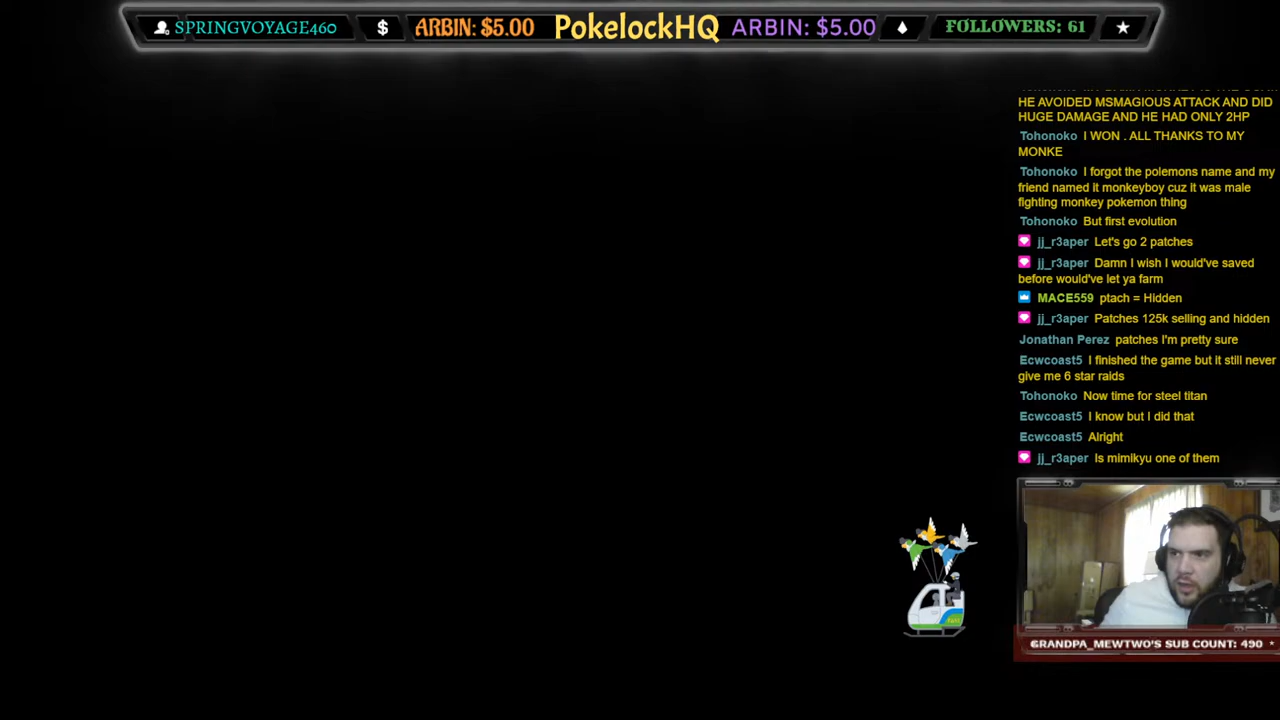 SPRINGVOYAGE460 $ ARBIN: $5.00 PokelockHQ ARBIN: $5.00 FOLLOWERS: 61
HE AVOIDED MSMAGIOUS ATTACK AND DID
HUGE DAMAGE AND HE HAD ONLY 2HP
Tohonoko I WON . ALL THANKS TO MY
MONKE
Tohonoko I forgot the polemons name and my
friend named it monkeyboy cuz it was male
fighting monkey pokemon thing
Tohonoko But first evolution
jj_r3aper Let's go 2 patches
jj_r3aper Damn I wish I would've saved
before would've let ya farm
MACE559 ptach = Hidden
jj_r3aper Patches 125k selling and hidden
Jonathan Perez patches I'm pretty sure
Ecwcoast5 I finished the game but it still never
give me 6 star raids
Tohonoko Now time for steel titan
Ecwcoast5 I know but I did that
Ecwcoast5 Alright
jj_r3aper Is mimikyu one of them
GRANDPA_MEWTWO'S SUB COUNT: 490